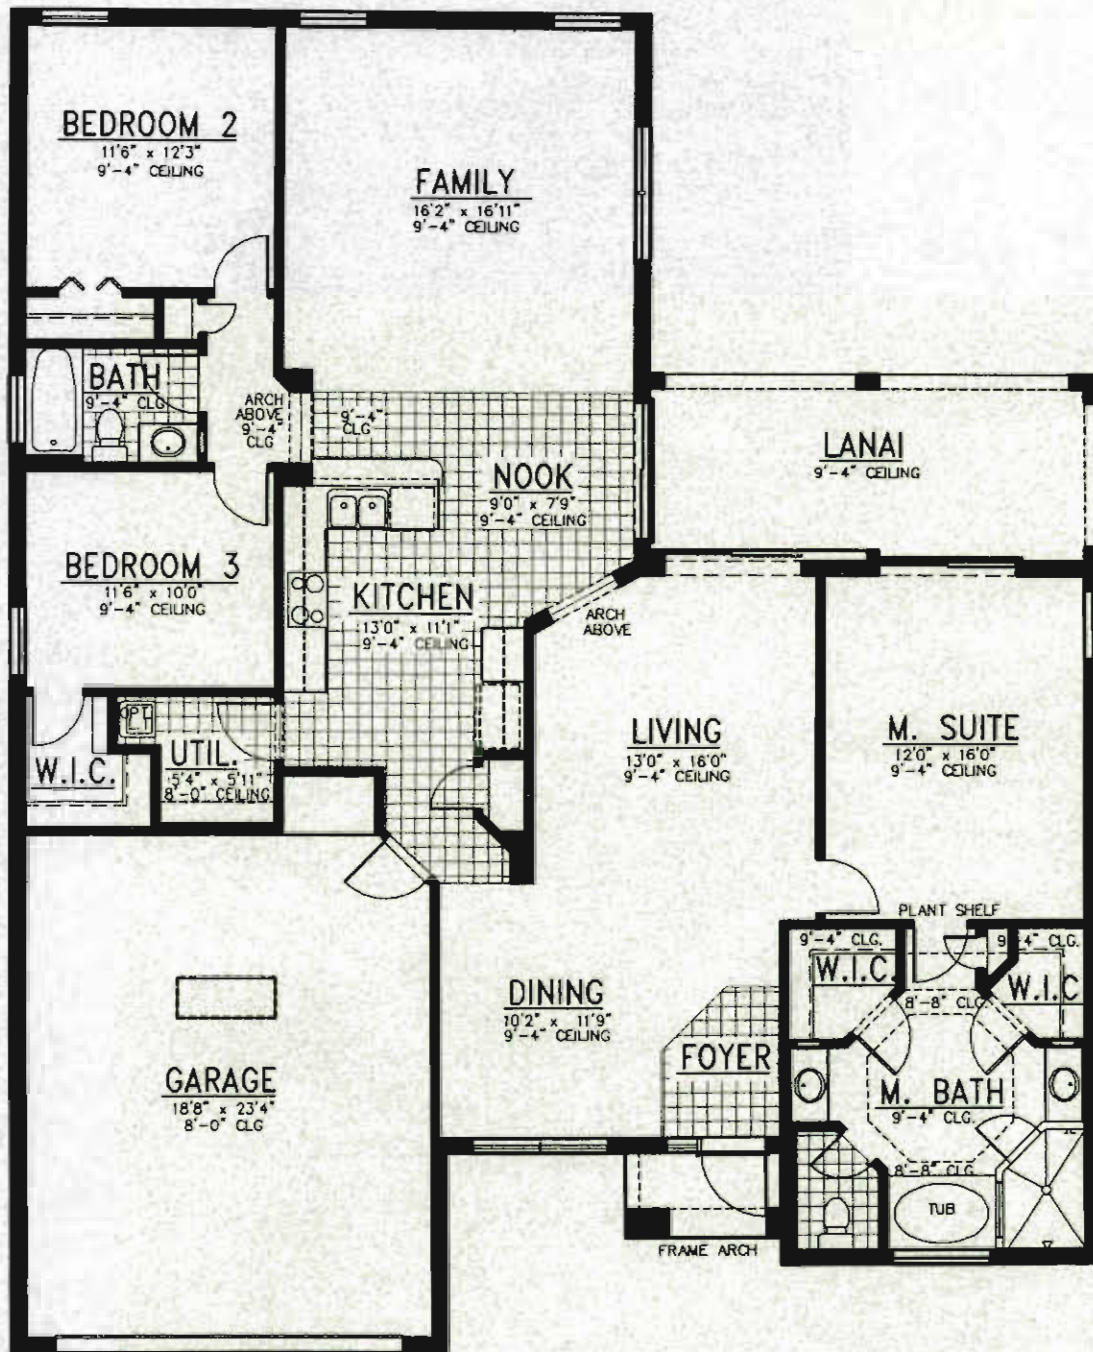 BEDROOM 2
11'6" x 12'3"
9'-4" CEILING
FAMILY
16'2" x 16'11"
9'-4" CEILING
BATH
9'-4" CLG
ARCH
ABOVE
9'-4"
CLG
9'-4"
CLG
NOOK
9'0" x 7'9"
9'-4" CEILING
LANAI
9'-4" CEILING
BEDROOM 3
11'6" x 10'0"
9'-4" CEILING
KITCHEN
13'0" x 11'1"
9'-4" CEILING
ARCH
ABOVE
OPT
UTIL.
5'4" x 5'11"
8'-0" CEILING
W.I.C.
LIVING
13'0" x 16'0"
9'-4" CEILING
M. SUITE
12'0" x 16'0"
9'-4" CEILING
PLANT SHELF
9'-4" CLG.
W.I.C.
9'-4" CLG.
W.I.C
8'-8" CLG
DINING
10'2" x 11'9"
9'-4" CEILING
FOYER
GARAGE
18'8" x 23'4"
8'-0" CLG
M. BATH
9'-4" CLG.
8'-8" CLG
TUB
FRAME ARCH